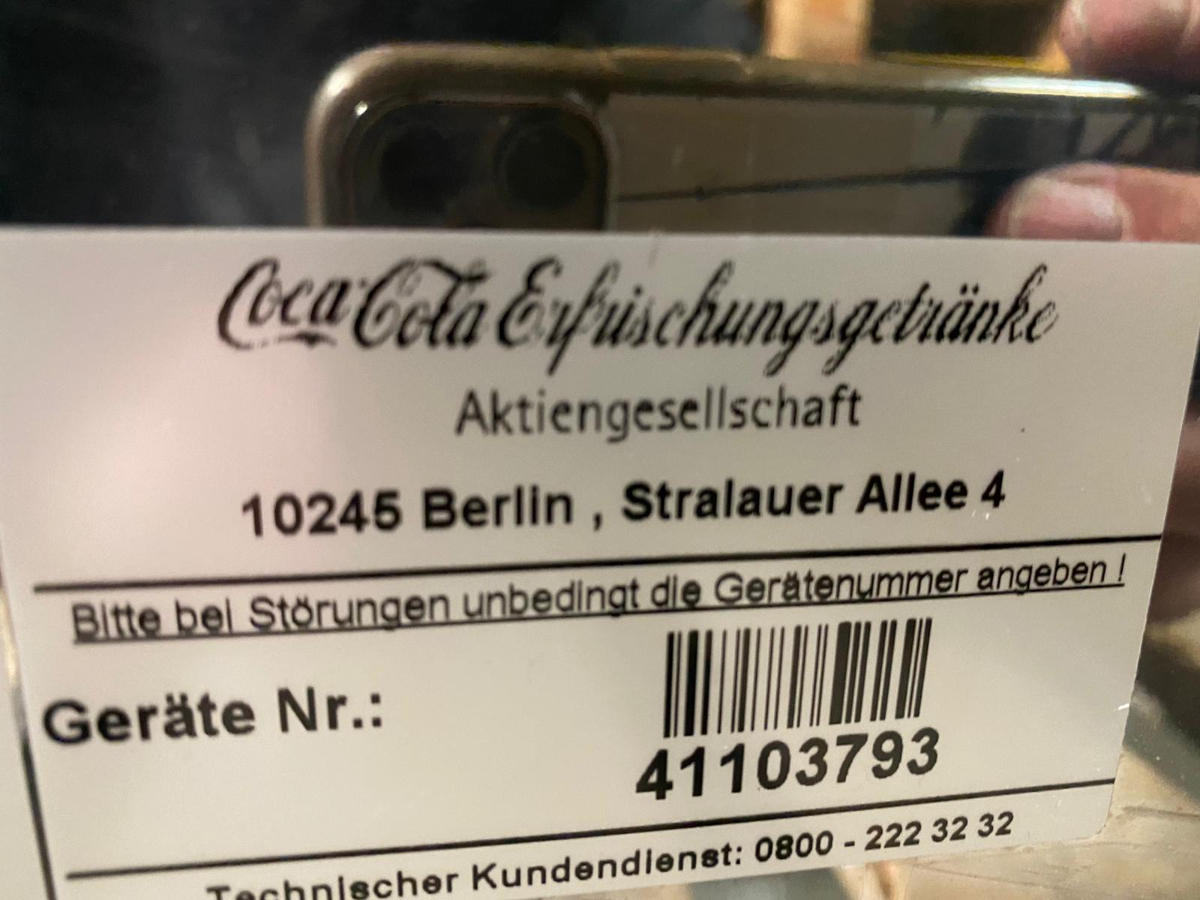 Coca-Cola Erfrischungsgetränke
Aktiengesellschaft
10245 Berlin , Stralauer Allee 4
Bitte bei Störungen unbedingt die Gerätenummer angeben !
Geräte Nr.:
41103793
Technischer Kundendienst: 0800 - 222 32 32